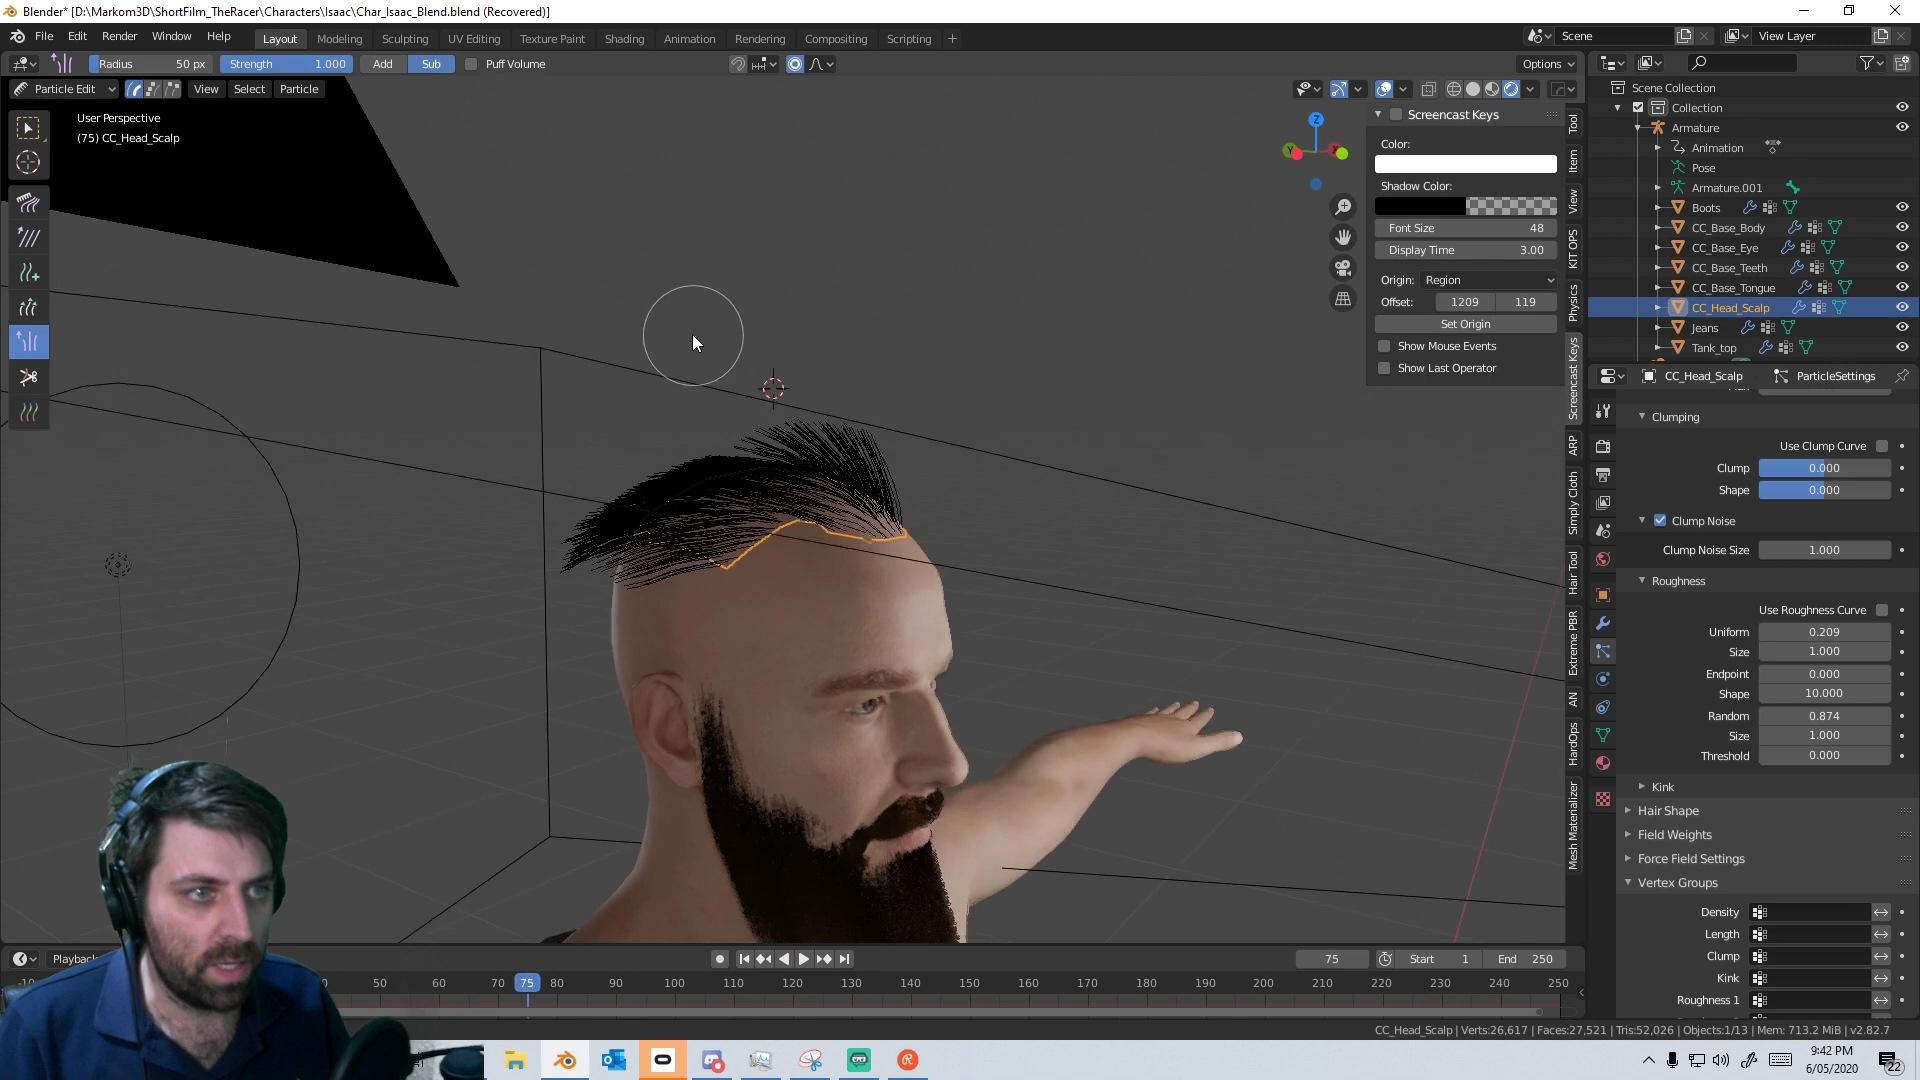 Blender* [D:\Markom3D\ShortFilm_TheRacer\Characters\Isaac\Char_Isaac_Blend.blend (Recovered)]
File Edit Render Window Help
Layout Modeling Sculpting UV Editing Texture Paint Shading Animation Rendering Compositing Scripting +
Scene
View Layer
Radius 50 px
Strength 1.000
Add Sub
Puff Volume
Options
Particle Edit
View Select Particle
User Perspective
(75) CC_Head_Scalp
Screencast Keys
Color:
Shadow Color:
Font Size 48
Display Time 3.00
Origin: Region
Offset: 1209 119
Set Origin
Show Mouse Events
Show Last Operator
Z
Y
X
Tool
Item
View
KIT OPS
Physics
Screencast Keys
ARP
Simply Cloth
Hair Tool
Extreme PBR
AN
HardOps
Mesh Materializer
Scene Collection
Collection
Armature
Animation
Pose
Armature.001
Boots
CC_Base_Body
CC_Base_Eye
CC_Base_Teeth
CC_Base_Tongue
CC_Head_Scalp
Jeans
Tank_top
CC_Head_Scalp ParticleSettings
Clumping
Use Clump Curve
Clump 0.000
Shape 0.000
Clump Noise
Clump Noise Size 1.000
Roughness
Use Roughness Curve
Uniform 0.209
Size 1.000
Endpoint 0.000
Shape 10.000
Random 0.874
Size 1.000
Threshold 0.000
Kink
Hair Shape
Field Weights
Force Field Settings
Vertex Groups
Density
Length
Clump
Kink
Roughness 1
75
Start 1
End 250
50 60 70 75 80 90 100 110 120 130 140 150 160 170 180 190 200 210 220 230 240 250
CC_Head_Scalp | Verts:26,617 | Faces:27,521 | Tris:52,026 | Objects:1/13 | Mem: 713.2 MiB | v2.82.7
9:42 PM
6/05/2020
22